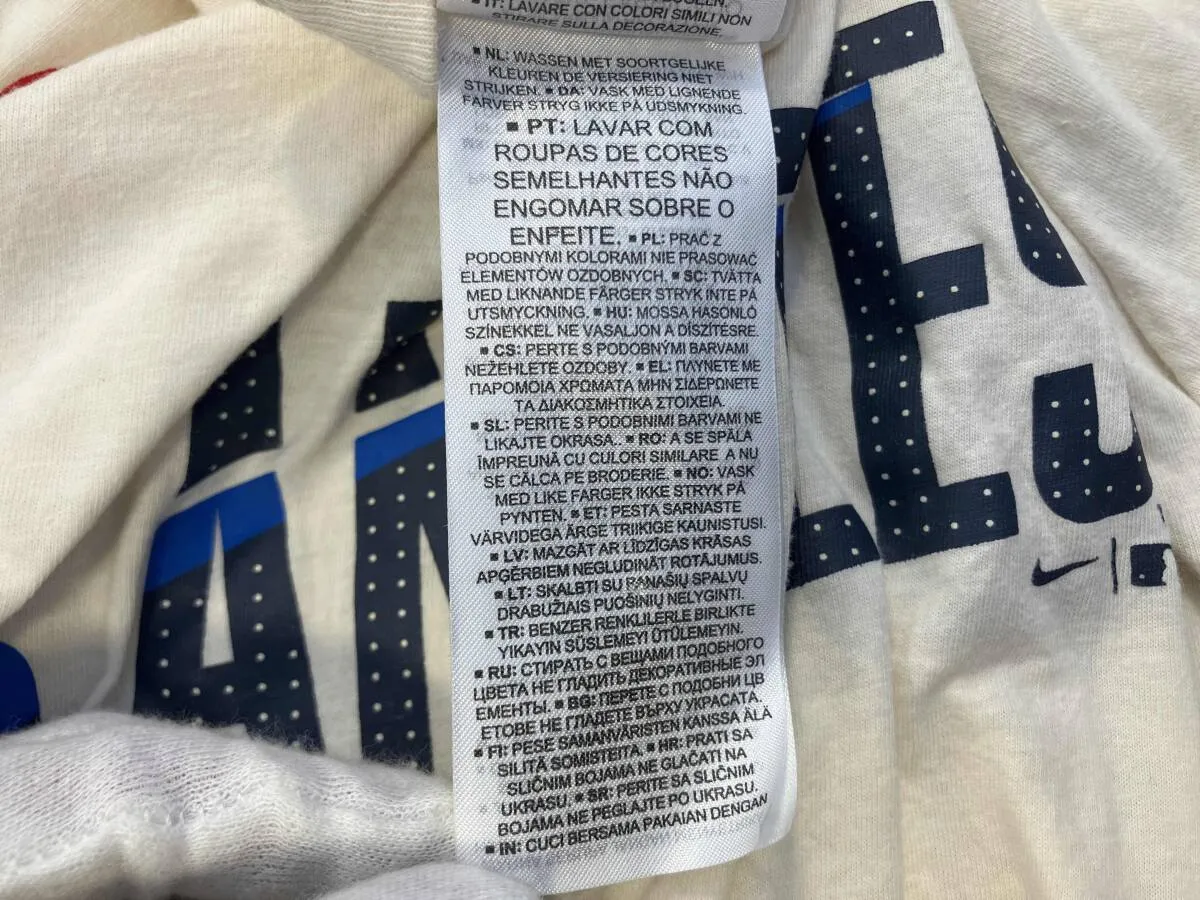 IT: LAVARE CON COLORI SIMILI NON
STIRARE SULLA DECORAZIONE.
▪ NL: WASSEN MET SOORTGELIJKE
KLEUREN DE VERSIERING NIET
STRIJKEN. ▪ DA: VASK MED LIGNENDE
FARVER STRYG IKKE PÅ UDSMYKNING.
▪ PT: LAVAR COM
ROUPAS DE CORES
SEMELHANTES NÃO
ENGOMAR SOBRE O
ENFEITE. ▪ PL: PRAČ Z
PODOBNYMI KOLORAMI NIE PRASOWAĆ
ELEMENTÓW OZDOBNYCH. ▪ SC: TVÄTTA
MED LIKNANDE FÄRGER STRYK INTE PÅ
UTSMYCKNING. ▪ HU: MOSSA HASONLÓ
SZÍNEKKEL NE VASALJON A DÍSZÍTÉSRE.
▪ CS: PERTE S PODOBNÝMI BARVAMI
NEŽEHLETE OZDOBY. ▪ EL: ΠΛΥΝΕΤΕ ΜΕ
ΠΑΡΟΜΟΙΑ ΧΡΩΜΑΤΑ ΜΗΝ ΣΙΔΕΡΩΝΕΤΕ
ΤΑ ΔΙΑΚΟΣΜΗΤΙΚΑ ΣΤΟΙΧΕΙΑ.
▪ SL: PERITE S PODOBNIMI BARVAMI NE
LIKAJTE OKRASA. ▪ RO: A SE SPĂLA
ÎMPREUNĂ CU CULORI SIMILARE A NU
SE CĂLCA PE BRODERIE. ▪ NO: VASK
MED LIKE FARGER IKKE STRYK PÅ
PYNTEN. ▪ ET: PESTA SARNASTE
VÄRVIDEGA ÄRGE TRIIKIGE KAUNISTUSI.
▪ LV: MAZGĀT AR LĪDZĪGAS KRĀSAS
APĢĒRBIEM NEGLUDINĀT ROTĀJUMUS.
▪ LT: SKALBTI SU PANAŠIŲ SPALVŲ
DRABUŽIAIS PUOŠINIŲ NELYGINTI.
▪ TR: BENZER RENKLILERLE BIRLIKTE
YIKAYIN SÜSLEMEYI ÜTÜLEMEYIN.
▪ RU: СТИРАТЬ С ВЕЩАМИ ПОДОБНОГО
ЦВЕТА НЕ ГЛАДИТЬ ДЕКОРАТИВНЫЕ ЭЛ
ЕМЕНТЫ. ▪ BG: ПЕРЕТЕ С ПОДОБНИ ЦВ
ЕТОВЕ НЕ ГЛАДЕТЕ ВЪРХУ УКРАСАТА.
▪ FI: PESE SAMANVÄRISTEN KANSSA ÄLÄ
SILITÄ SOMISTEITA. ▪ HR: PRATI SA
SLIČNIM BOJAMA NE GLAČATI NA
UKRASU. ▪ SR: PERITE SA SLIČNIM
BOJAMA NE PEGLAJTE PO UKRASU.
▪ IN: CUCI BERSAMA PAKAIAN DENGAN